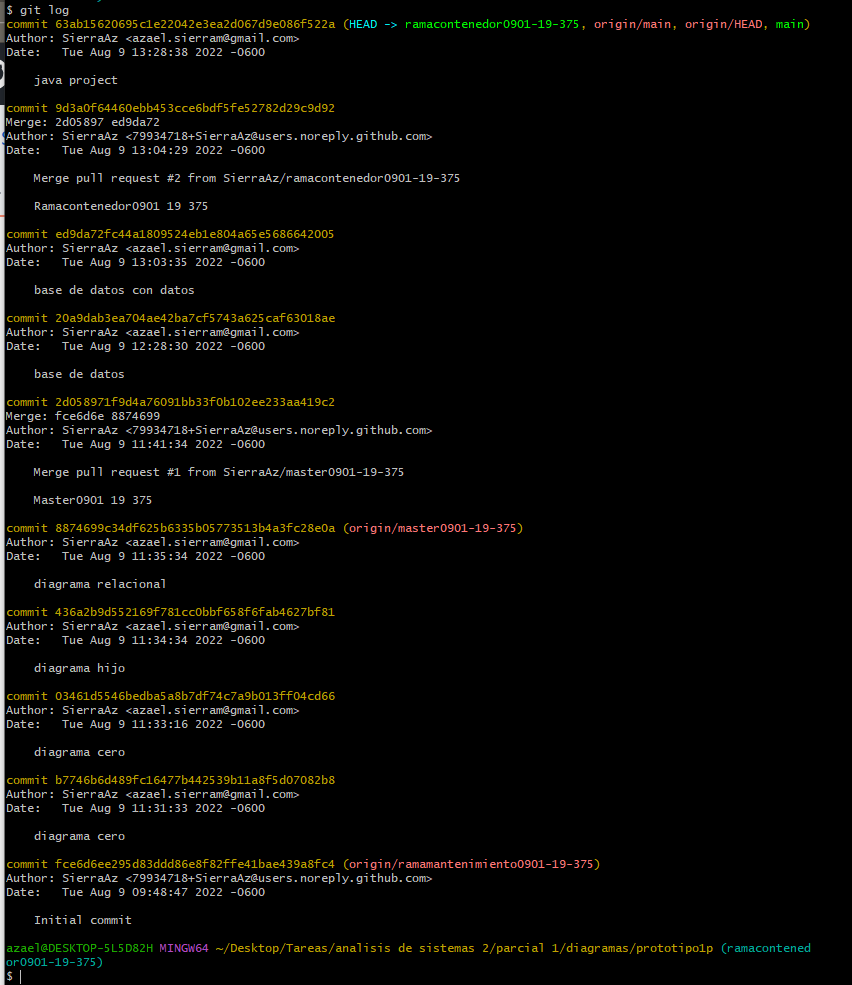 $ git log
commit 63ab15620695c1e22042e3ea2d067d9e086f522a (HEAD -> ramacontenedor0901-19-375, origin/main, origin/HEAD, main)
Author: SierraAz <azael.sierram@gmail.com>
Date:   Tue Aug 9 13:28:38 2022 -0600
    java project
commit 9d3a0f64460ebb453cce6bdf5fe52782d29c9d92
Merge: 2d05897 ed9da72
Author: SierraAz <79934718+SierraAz@users.noreply.github.com>
Date:   Tue Aug 9 13:04:29 2022 -0600
    Merge pull request #2 from SierraAz/ramacontenedor0901-19-375
    Ramacontenedor0901 19 375
commit ed9da72fc44a1809524eb1e804a65e5686642005
Author: SierraAz <azael.sierram@gmail.com>
Date:   Tue Aug 9 13:03:35 2022 -0600
    base de datos con datos
commit 20a9dab3ea704ae42ba7cf5743a625caf63018ae
Author: SierraAz <azael.sierram@gmail.com>
Date:   Tue Aug 9 12:28:30 2022 -0600
    base de datos
commit 2d058971f9d4a76091bb33f0b102ee233aa419c2
Merge: fce6d6e 8874699
Author: SierraAz <79934718+SierraAz@users.noreply.github.com>
Date:   Tue Aug 9 11:41:34 2022 -0600
    Merge pull request #1 from SierraAz/master0901-19-375
    Master0901 19 375
commit 8874699c34df625b6335b05773513b4a3fc28e0a (origin/master0901-19-375)
Author: SierraAz <azael.sierram@gmail.com>
Date:   Tue Aug 9 11:35:34 2022 -0600
    diagrama relacional
commit 436a2b9d552169f781cc0bbf658f6fab4627bf81
Author: SierraAz <azael.sierram@gmail.com>
Date:   Tue Aug 9 11:34:34 2022 -0600
    diagrama hijo
commit 03461d5546bedba5a8b7df74c7a9b013ff04cd66
Author: SierraAz <azael.sierram@gmail.com>
Date:   Tue Aug 9 11:33:16 2022 -0600
    diagrama cero
commit b7746b6d489fc16477b442539b11a8f5d07082b8
Author: SierraAz <azael.sierram@gmail.com>
Date:   Tue Aug 9 11:31:33 2022 -0600
    diagrama cero
commit fce6d6ee295d83ddd86e8f82ffe41bae439a8fc4 (origin/ramamantenimiento0901-19-375)
Author: SierraAz <79934718+SierraAz@users.noreply.github.com>
Date:   Tue Aug 9 09:48:47 2022 -0600
    Initial commit
azael@DESKTOP-5L5D82H MINGW64 ~/Desktop/Tareas/analisis de sistemas 2/parcial 1/diagramas/prototipo1p (ramacontened
or0901-19-375)
$